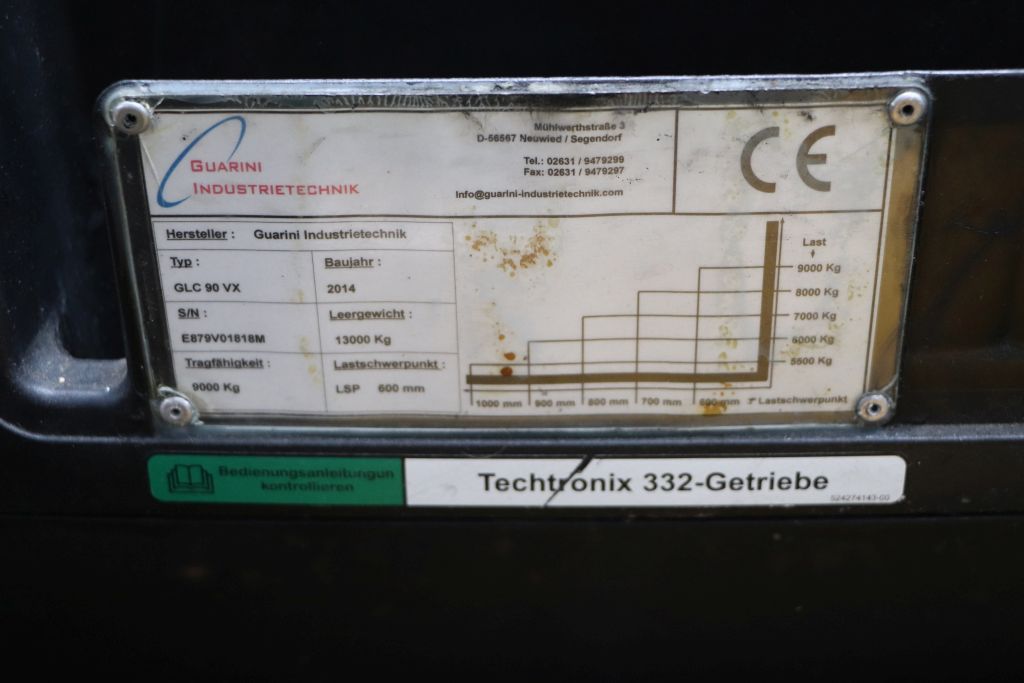 GUARINI
INDUSTRIETECHNIK
Mühlwerthstraße 3
D-56567 Neuwied / Segendorf
Tel.: 02631 / 9479299
Fax: 02631 / 9479297
Info@guarini-industrietechnik.com
CE
Hersteller : Guarini Industrietechnik
Typ :
GLC 90 VX
Baujahr :
2014
S/N :
E879V01818M
Leergewicht :
13000 Kg
Tragfähigkeit :
9000 Kg
Lastschwerpunkt :
LSP 600 mm
Last
9000 Kg
8000 Kg
7000 Kg
6000 Kg
5500 Kg
1000 mm 900 mm 800 mm 700 mm 600 mm Lastschwerpunkt
Bedienungsanleitungun
kontrollieren
Techtronix 332-Getriebe
524274143-00